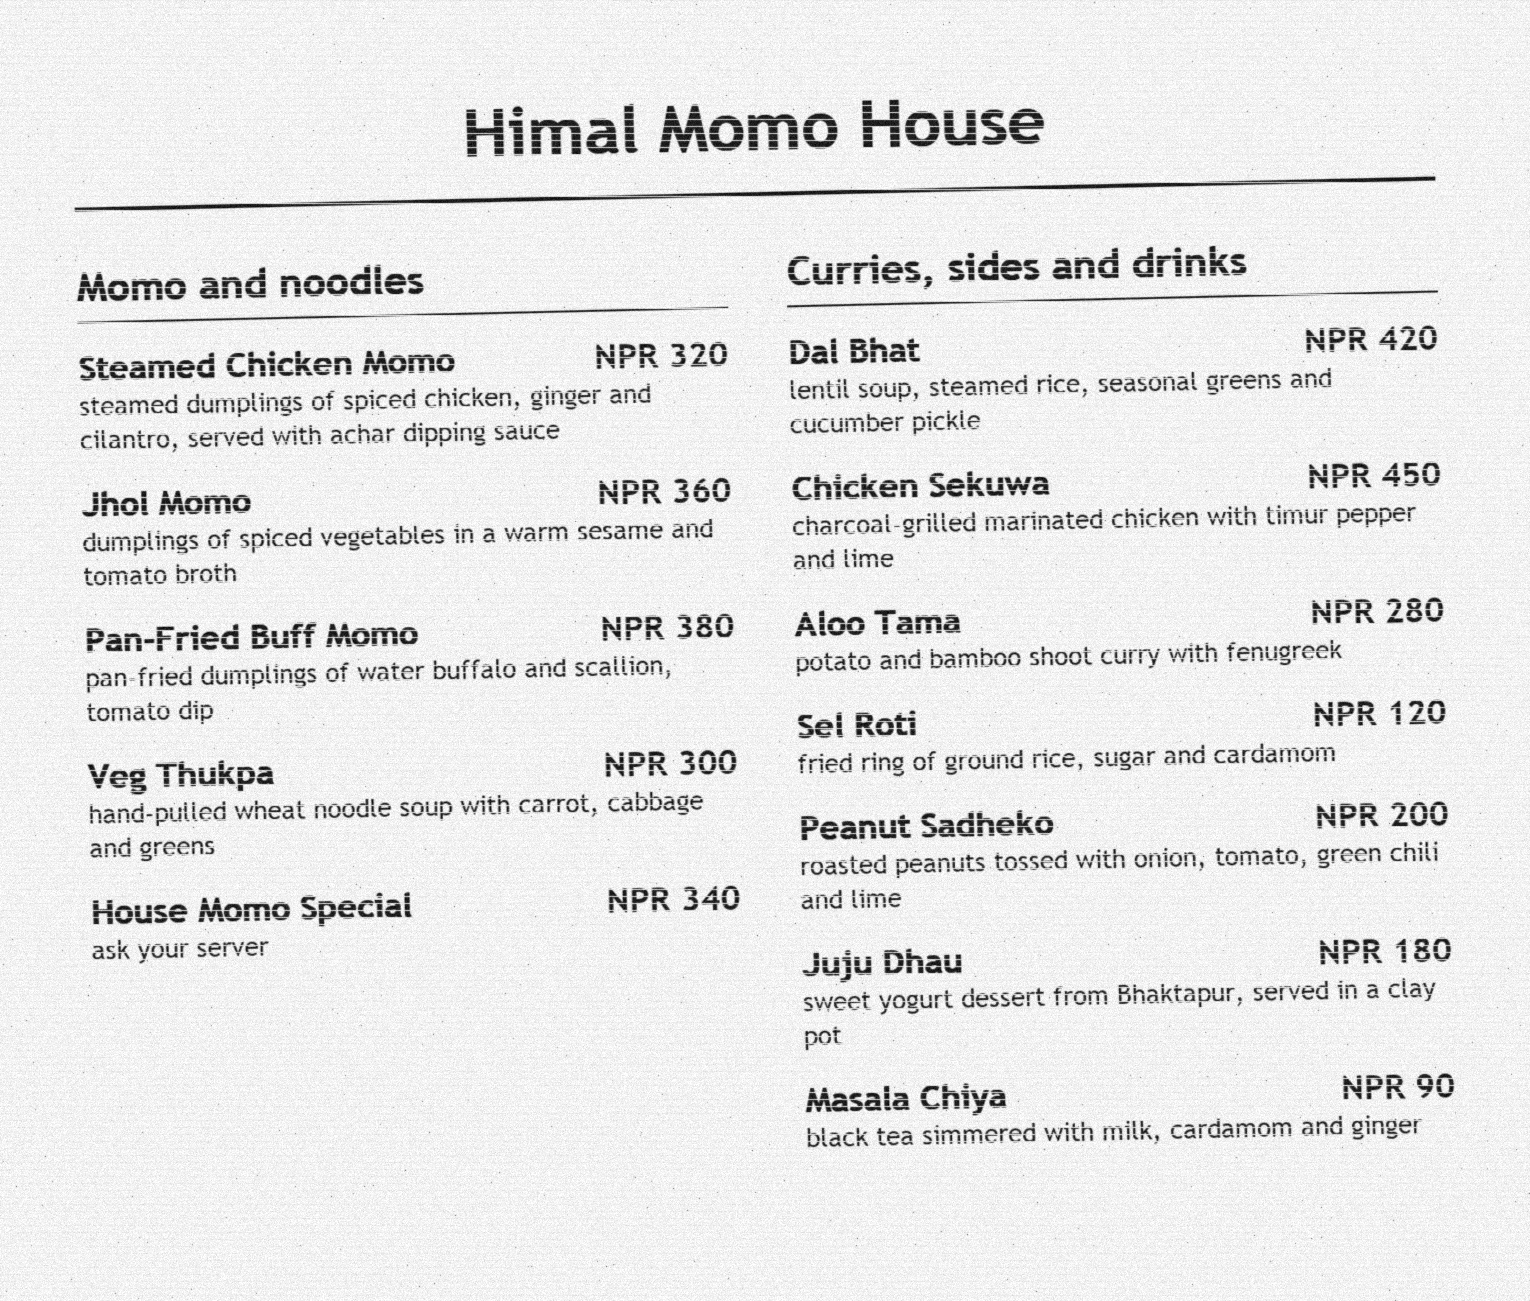 Himal Momo House
Momo and noodles
Steamed Chicken Momo NPR 320
steamed dumplings of spiced chicken, ginger and
cilantro, served with achar dipping sauce
Jhol Momo NPR 360
dumplings of spiced vegetables in a warm sesame and
tomato broth
Pan-Fried Buff Momo NPR 380
pan-fried dumplings of water buffalo and scallion,
tomato dip
Veg Thukpa NPR 300
hand-pulled wheat noodle soup with carrot, cabbage
and greens
House Momo Special NPR 340
ask your server
Curries, sides and drinks
Dal Bhat NPR 420
lentil soup, steamed rice, seasonal greens and
cucumber pickle
Chicken Sekuwa NPR 450
charcoal-grilled marinated chicken with timur pepper
and lime
Aloo Tama NPR 280
potato and bamboo shoot curry with fenugreek
Sel Roti NPR 120
fried ring of ground rice, sugar and cardamom
Peanut Sadheko NPR 200
roasted peanuts tossed with onion, tomato, green chili
and lime
Juju Dhau NPR 180
sweet yogurt dessert from Bhaktapur, served in a clay
pot
Masala Chiya NPR 90
black tea simmered with milk, cardamom and ginger